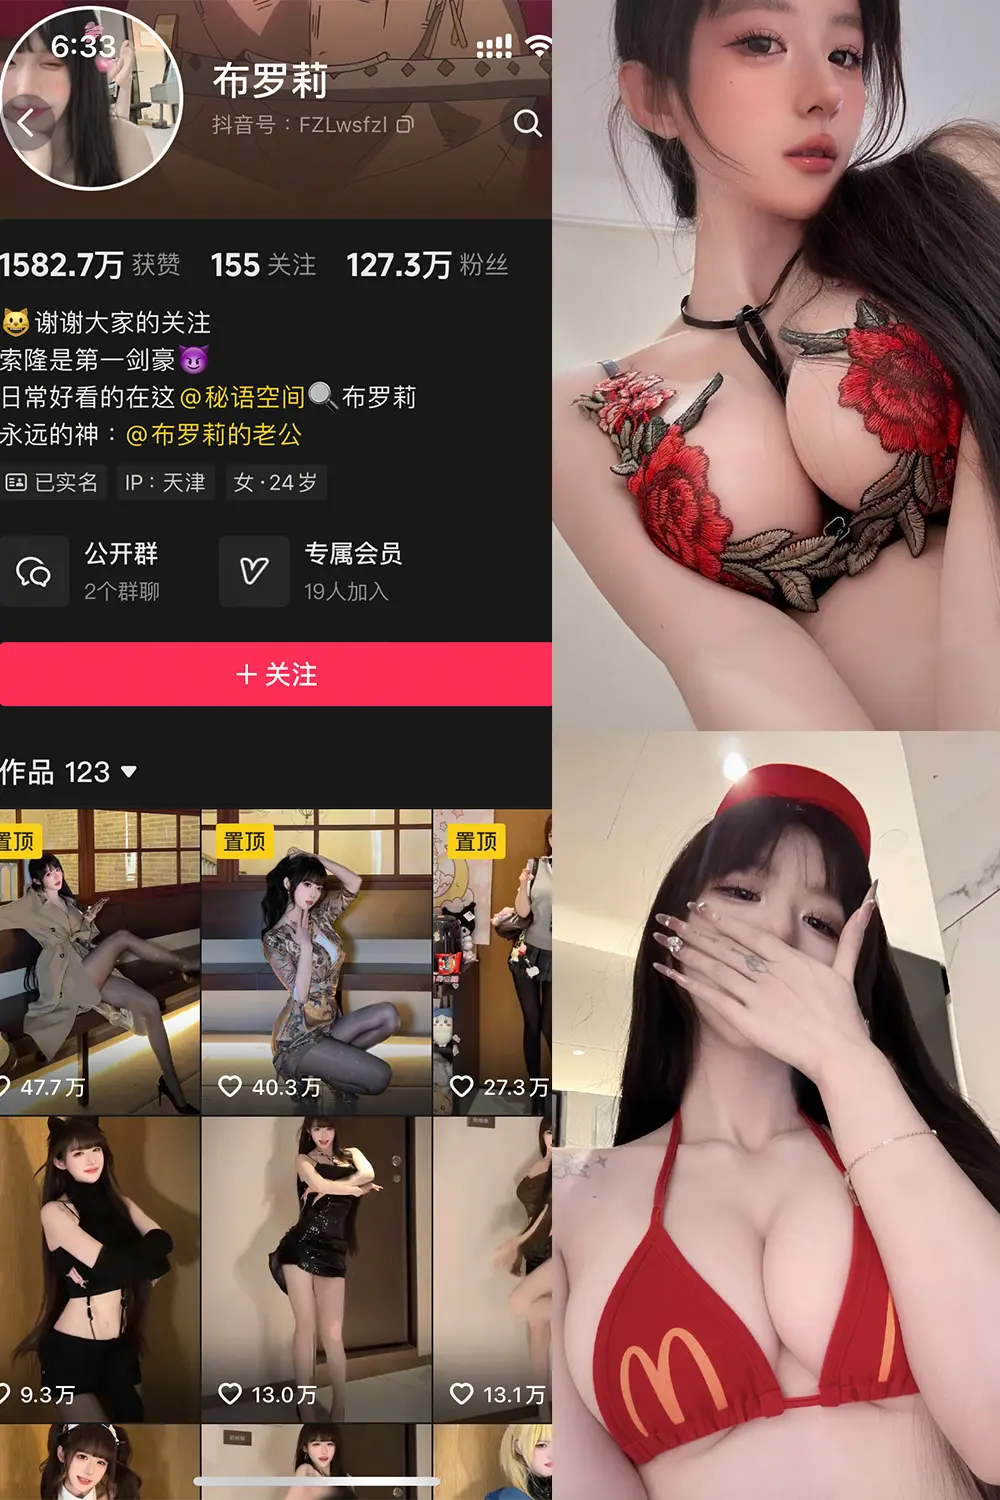 6:33
布罗莉
抖音号：FZLwsfzl
1582.7万 获赞 155 关注 127.3万 粉丝
😺谢谢大家的关注
索隆是第一剑豪😈
日常好看的在这@秘语空间🔍布罗莉
永远的神：@布罗莉的老公
已实名 IP：天津 女·24岁
公开群 专属会员
2个群聊 19人加入
+ 关注
作品 123
置顶 置顶 置顶
47.7万 40.3万 27.3万
9.3万 13.0万 13.1万